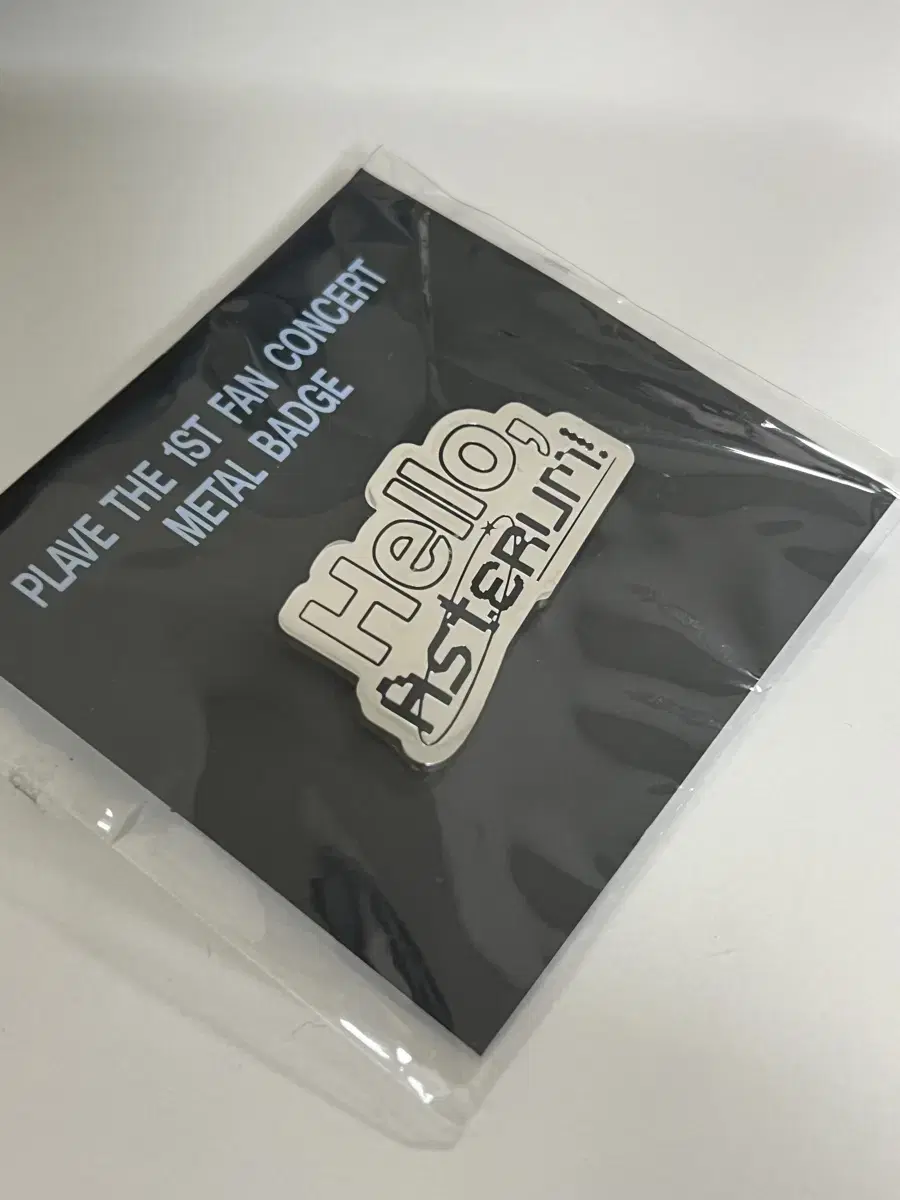 PLAVE THE 1ST FAN CONCERT
METAL BADGE
Hello,
Asterum!